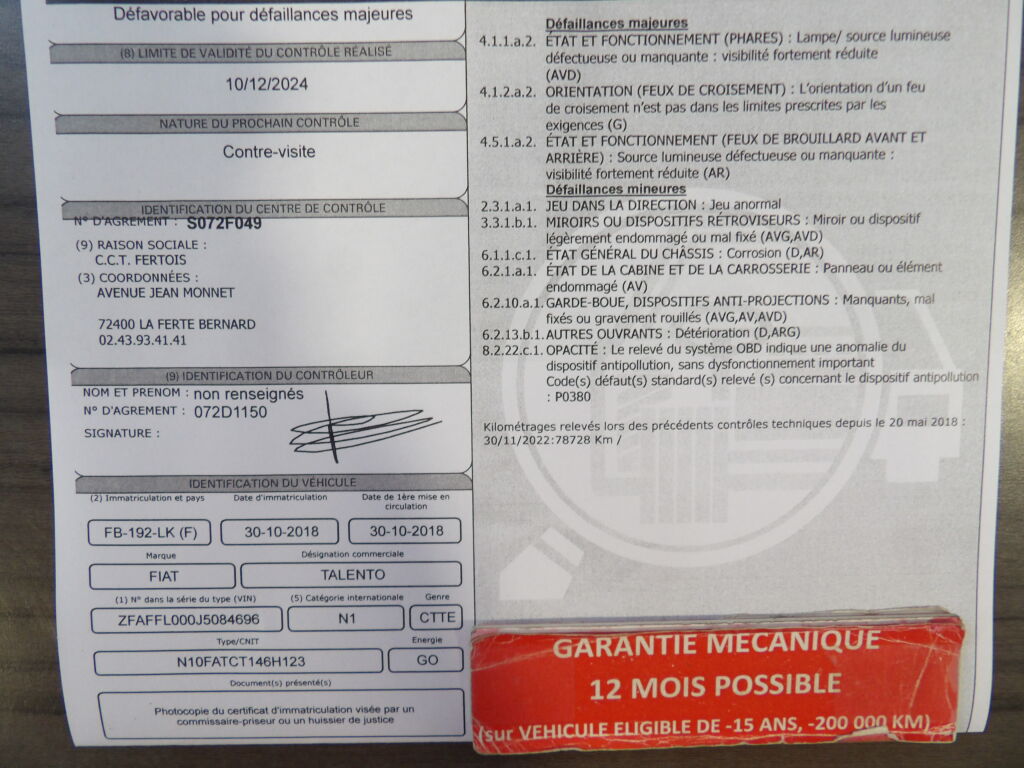 Défavorable pour défaillances majeures
(8) LIMITE DE VALIDITÉ DU CONTRÔLE RÉALISÉ
10/12/2024
NATURE DU PROCHAIN CONTRÔLE
Contre-visite
IDENTIFICATION DU CENTRE DE CONTRÔLE
N° D'AGREMENT : S072F049
(9) RAISON SOCIALE :
C.C.T. FERTOIS
(3) COORDONNÉES :
AVENUE JEAN MONNET
72400 LA FERTE BERNARD
02.43.93.41.41
(9) IDENTIFICATION DU CONTRÔLEUR
NOM ET PRENOM : non renseignés
N° D'AGREMENT : 072D1150
SIGNATURE :
IDENTIFICATION DU VÉHICULE
(2) Immatriculation et pays Date d'immatriculation Date de 1ère mise en
circulation
FB-192-LK (F) 30-10-2018 30-10-2018
Marque Désignation commerciale
FIAT TALENTO
(1) N° dans la série du type (VIN) (5) Catégorie internationale Genre
ZFAFFL000J5084696 N1 CTTE
Type/CNIT Energie
N10FATCT146H123 GO
Document(s) présenté(s)
Photocopie du certificat d'immatriculation visée par un
commissaire-priseur ou un huissier de justice
Défaillances majeures
4.1.1.a.2. ÉTAT ET FONCTIONNEMENT (PHARES) : Lampe/ source lumineuse
défectueuse ou manquante : visibilité fortement réduite
(AVD)
4.1.2.a.2. ORIENTATION (FEUX DE CROISEMENT) : L'orientation d'un feu
de croisement n'est pas dans les limites prescrites par les
exigences (G)
4.5.1.a.2. ÉTAT ET FONCTIONNEMENT (FEUX DE BROUILLARD AVANT ET
ARRIÈRE) : Source lumineuse défectueuse ou manquante :
visibilité fortement réduite (AR)
Défaillances mineures
2.3.1.a.1. JEU DANS LA DIRECTION : Jeu anormal
3.3.1.b.1. MIROIRS OU DISPOSITIFS RÉTROVISEURS : Miroir ou dispositif
légèrement endommagé ou mal fixé (AVG,AVD)
6.1.1.c.1. ÉTAT GÉNÉRAL DU CHÂSSIS : Corrosion (D,AR)
6.2.1.a.1. ÉTAT DE LA CABINE ET DE LA CARROSSERIE : Panneau ou élément
endommagé (AV)
6.2.10.a.1. GARDE-BOUE, DISPOSITIFS ANTI-PROJECTIONS : Manquants, mal
fixés ou gravement rouillés (AVG,AV,AVD)
6.2.13.b.1. AUTRES OUVRANTS : Détérioration (D,ARG)
8.2.22.c.1. OPACITÉ : Le relevé du système OBD indique une anomalie du
dispositif antipollution, sans dysfonctionnement important
Code(s) défaut(s) standard(s) relevé (s) concernant le dispositif antipollution
: P0380
Kilométrages relevés lors des précédents contrôles techniques depuis le 20 mai 2018 :
30/11/2022:78728 Km /
GARANTIE MECANIQUE
12 MOIS POSSIBLE
(sur VEHICULE ELIGIBLE DE -15 ANS, -200 000 KM)